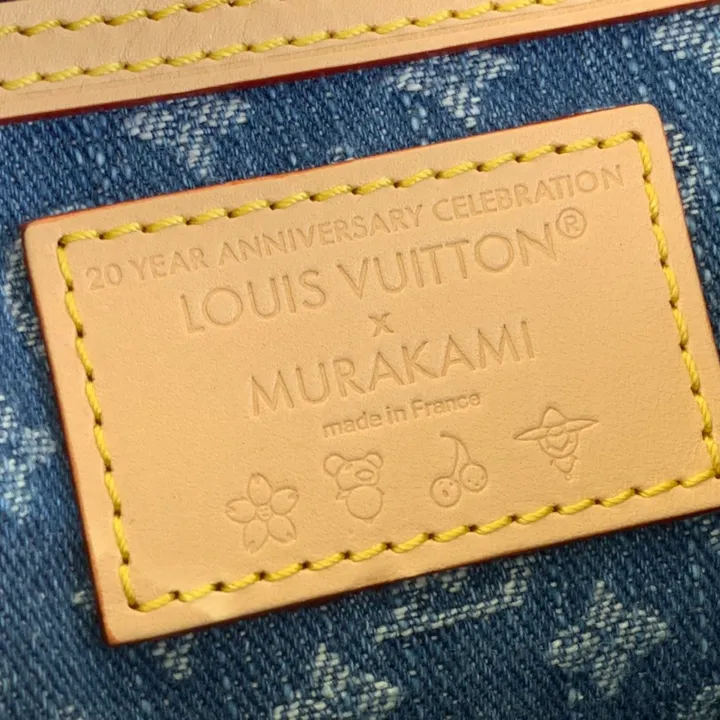 20 YEAR ANNIVERSARY CELEBRATION
LOUIS VUITTON®
x
MURAKAMI
made in France